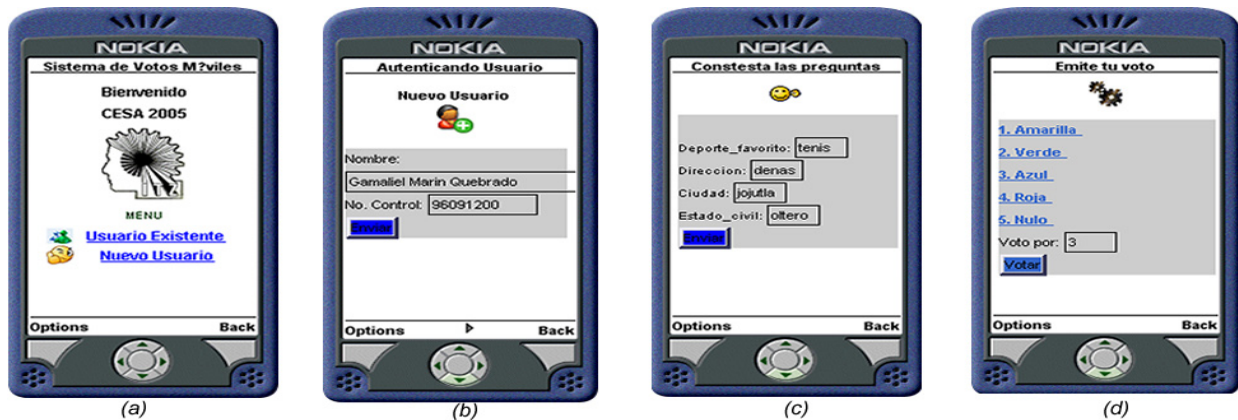 NOKIA
Sistema de Votos M?viles
Bienvenido
CESA 2005
MENU
Usuario Existente
Nuevo Usuario
Options Back
(a)
NOKIA
Autenticando Usuario
Nuevo Usuario
Nombre:
Gamaliel Marin Quebrado
No. Control: 96091200
Enviar
Options Back
(b)
NOKIA
Constesta las preguntas
Deporte_favorito: tenis
Direccion: denas
Ciudad: jojutla
Estado_civil: oltero
Enviar
Options Back
(c)
NOKIA
Emite tu voto
1. Amarilla
2. Verde
3. Azul
4. Roja
5. Nulo
Voto por: 3
Votar
Options Back
(d)